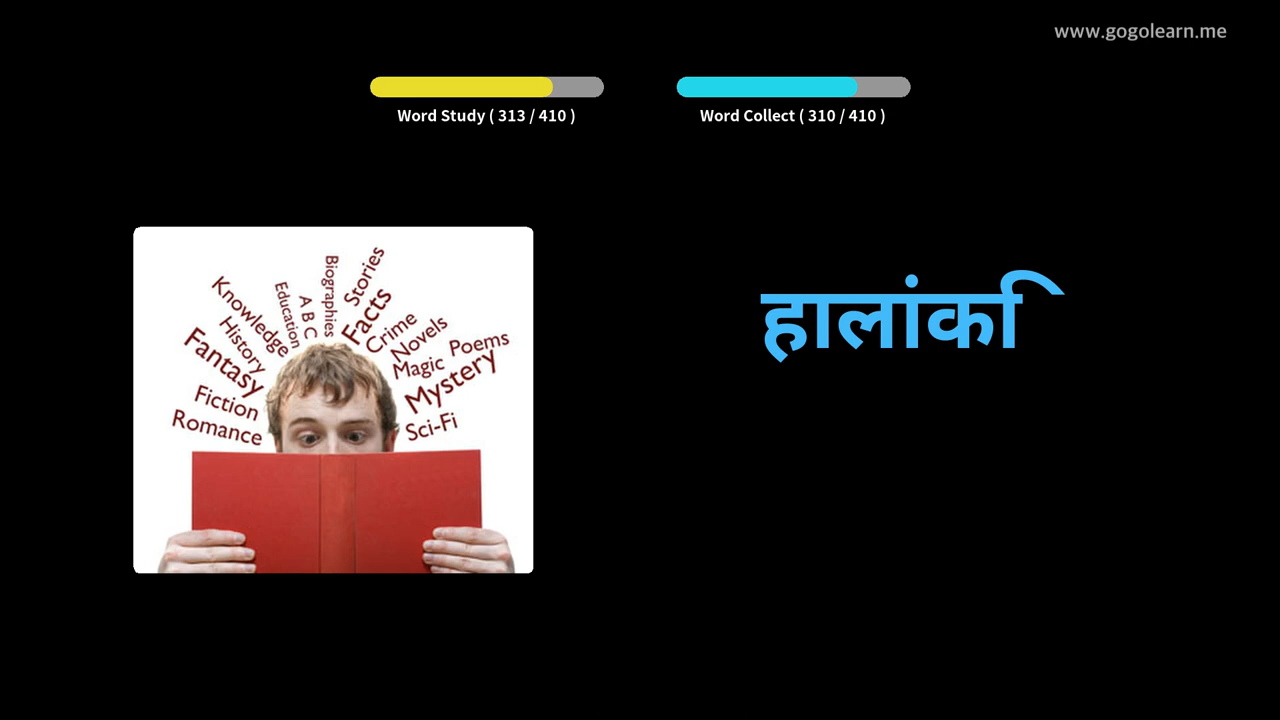 www.gogolearn.me
Word Study ( 313 / 410 )
Word Collect ( 310 / 410 )
हालांकि
Biographies
Stories
Knowledge
Education
A B C
Facts
History
Crime
Novels
Fantasy
Magic
Poems
Mystery
Fiction
Romance
Sci-Fi